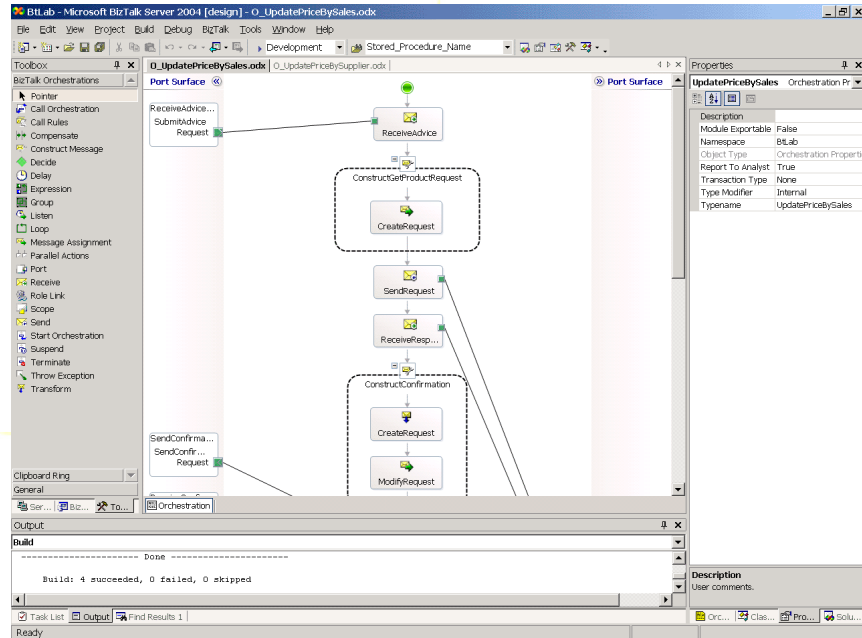 BtLab - Microsoft BizTalk Server 2004 [design] - O_UpdatePriceBySales.odx
File Edit View Project Build Debug BizTalk Tools Window Help
Development Stored_Procedure_Name
Toolbox
BizTalk Orchestrations
Pointer
Call Orchestration
Call Rules
Compensate
Construct Message
Decide
Delay
Expression
Group
Listen
Loop
Message Assignment
Parallel Actions
Port
Receive
Role Link
Scope
Send
Start Orchestration
Suspend
Terminate
Throw Exception
Transform
Clipboard Ring
General
Ser... Biz... To...
O_UpdatePriceBySales.odx O_UpdatePriceBySupplier.odx
Port Surface
Port Surface
ReceiveAdvice...
SubmitAdvice
Request
ReceiveAdvice
ConstructGetProductRequest
CreateRequest
SendRequest
ReceiveResp...
ConstructConfirmation
CreateRequest
ModifyRequest
SendConfirma...
SendConfir...
Request
Orchestration
Properties
UpdatePriceBySales Orchestration Pr
Description
Module Exportable False
Namespace BtLab
Object Type Orchestration Properti
Report To Analyst True
Transaction Type None
Type Modifier Internal
Typename UpdatePriceBySales
Description
User comments.
Orc... Clas... Pro... Solu...
Output
Build
---------------------- Done ----------------------
Build: 4 succeeded, 0 failed, 0 skipped
Task List Output Find Results 1
Ready